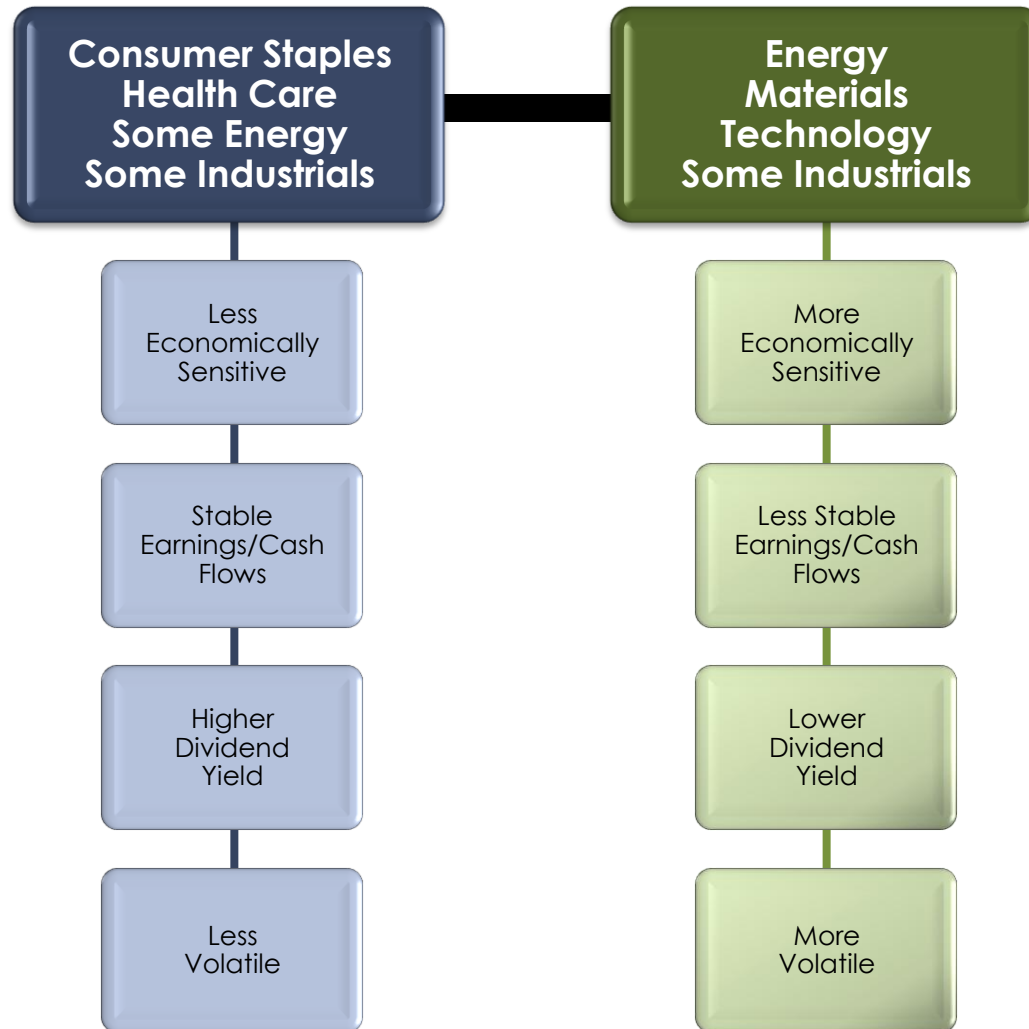 Consumer Staples
Health Care
Some Energy
Some Industrials
Less
Economically
Sensitive
Stable
Earnings/Cash
Flows
Higher
Dividend
Yield
Less
Volatile
Energy
Materials
Technology
Some Industrials
More
Economically
Sensitive
Less Stable
Earnings/Cash
Flows
Lower
Dividend
Yield
More
Volatile